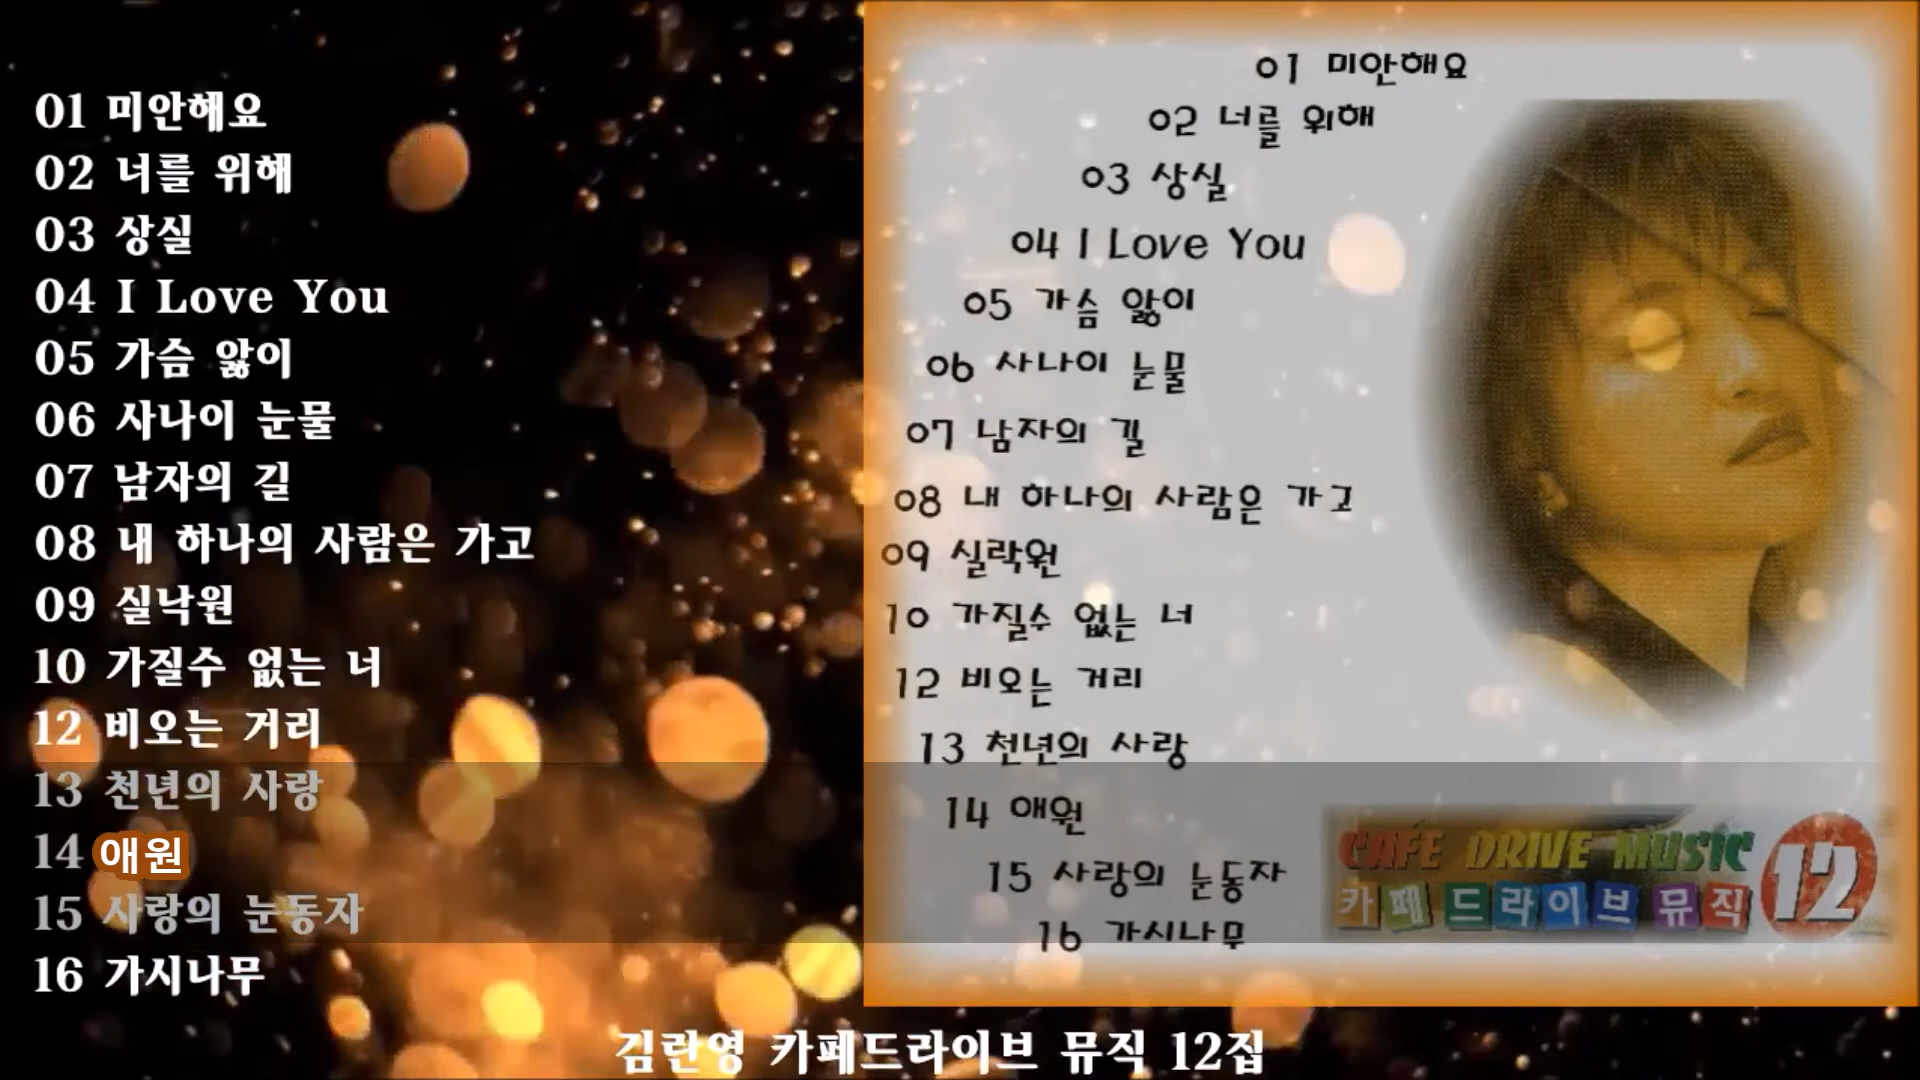 01 미안해요
02 너를 위해
03 상실
04 I Love You
05 가슴 앓이
06 사나이 눈물
07 남자의 길
08 내 하나의 사람은 가고
09 실낙원
10 가질수 없는 너
12 비오는 거리
13 천년의 사랑
14 애원
15 사랑의 눈동자
16 가시나무
01 미안해요
02 너를 위해
03 상실
04 I Love You
05 가슴 앓이
06 사나이 눈물
07 남자의 길
08 내 하나의 사람은 가고
09 실락원
10 가질수 없는 너
12 비오는 거리
13 천년의 사랑
14 애원
15 사랑의 눈동자
16 가시나무
CAFE DRIVE MUSIC
카페 드라이브 뮤직
12
김란영 카페드라이브 뮤직 12집